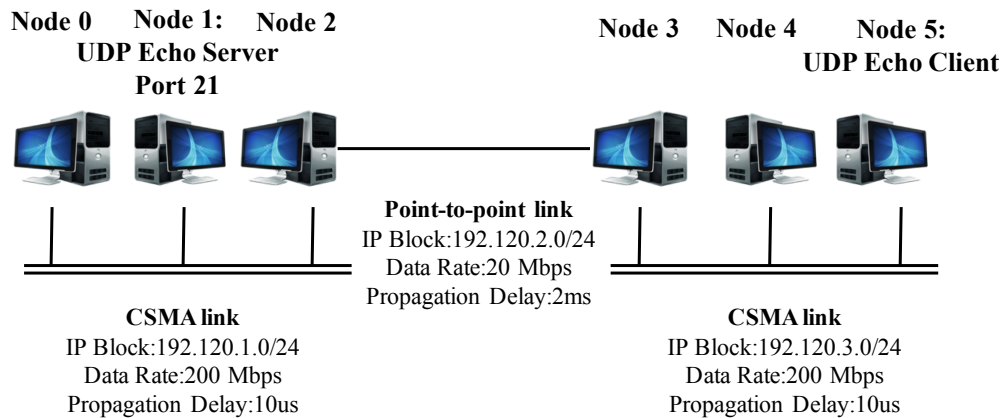 Node 0
Node 1:
UDP Echo Server
Port 21
Node 2
Node 3
Node 4
Node 5:
UDP Echo Client
Point-to-point link
IP Block:192.120.2.0/24
Data Rate:20 Mbps
Propagation Delay:2ms
CSMA link
IP Block:192.120.1.0/24
Data Rate:200 Mbps
Propagation Delay:10us
CSMA link
IP Block:192.120.3.0/24
Data Rate:200 Mbps
Propagation Delay:10us